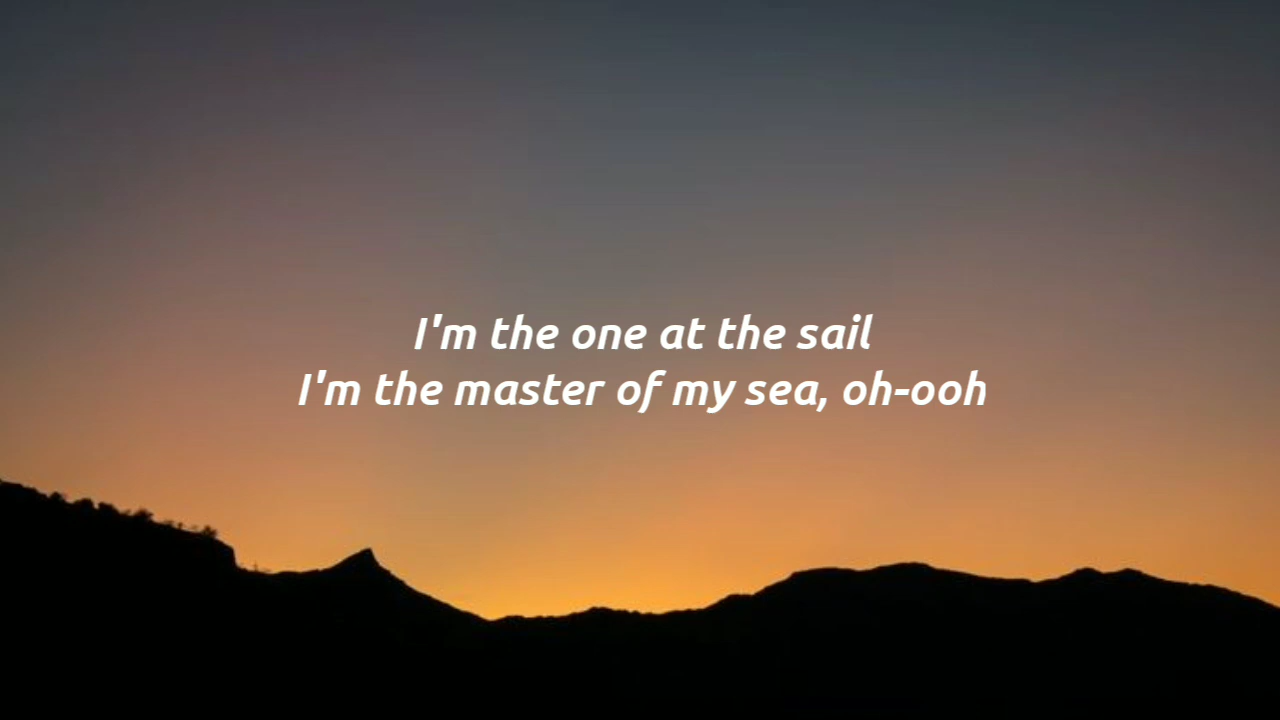 I'm the one at the sail
I'm the master of my sea, oh-ooh